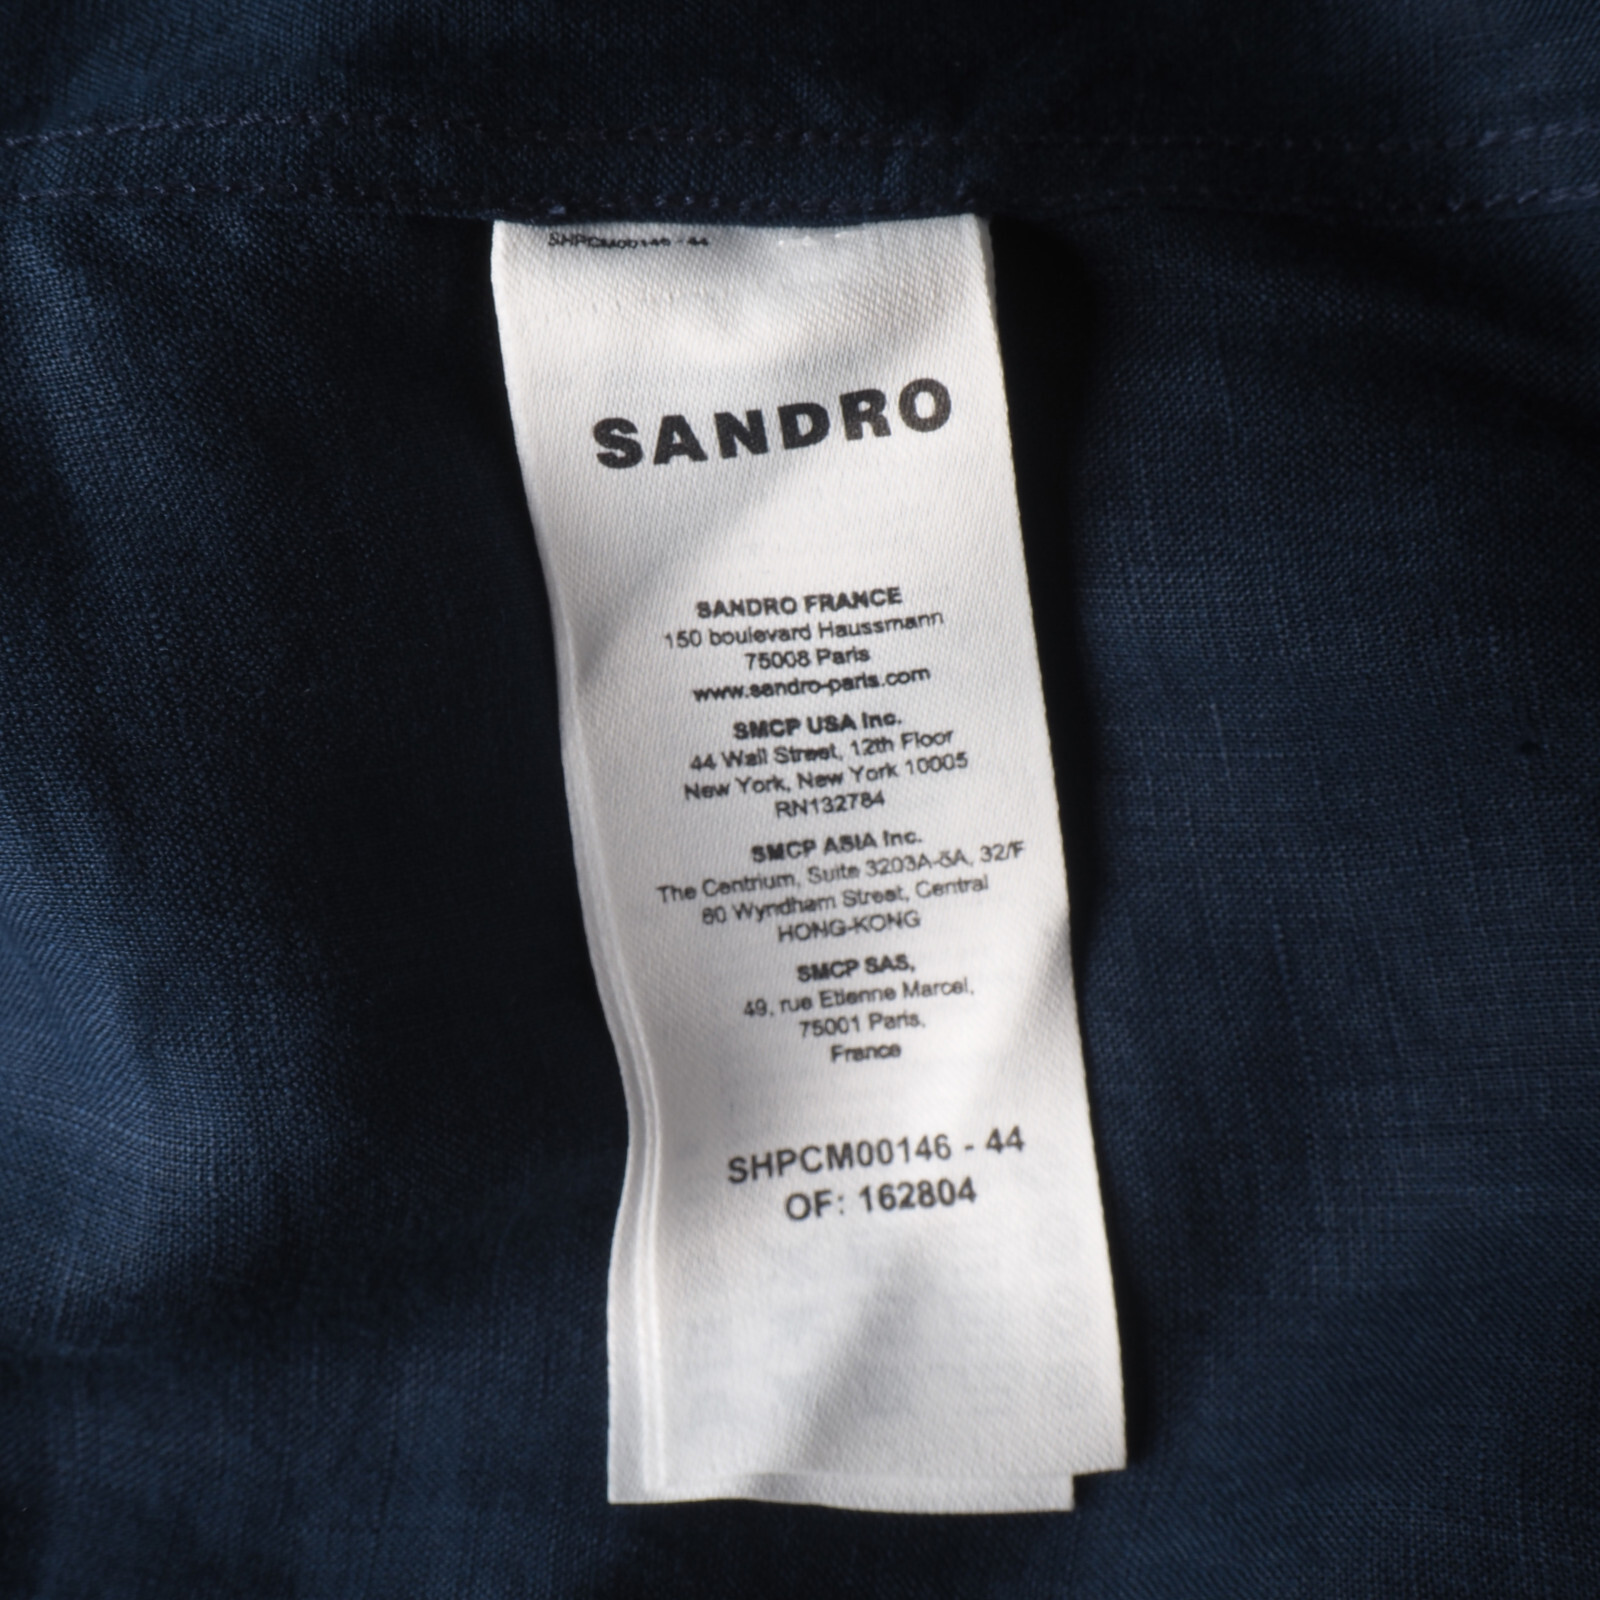 SHPCM00146 - 44
SANDRO
SANDRO FRANCE
150 boulevard Haussmann
75008 Paris
www.sandro-paris.com
SMCP USA Inc.
44 Wall Street, 12th Floor
New York, New York 10005
RN132784
SMCP ASIA Inc.
The Centrium, Suite 3203A-5A, 32/F
60 Wyndham Street, Central
HONG-KONG
SMCP SAS,
49, rue Etienne Marcel,
75001 Paris,
France
SHPCM00146 - 44
OF: 162804